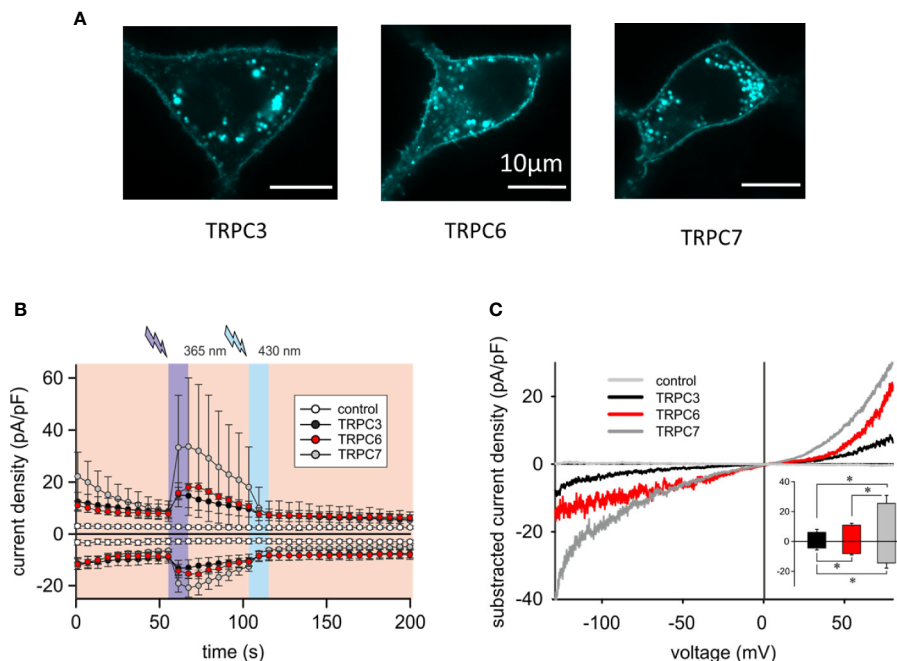 A
10µm
TRPC3
TRPC6
TRPC7
B
365 nm
430 nm
60
40
20
0
-20
current density (pA/pF)
control
TRPC3
TRPC6
TRPC7
0
50
100
150
200
time (s)
C
substracted current density (pA/pF)
20
0
-20
-40
control
TRPC3
TRPC6
TRPC7
40
20
0
-20
* * *
* *
-100
-50
0
50
voltage (mV)